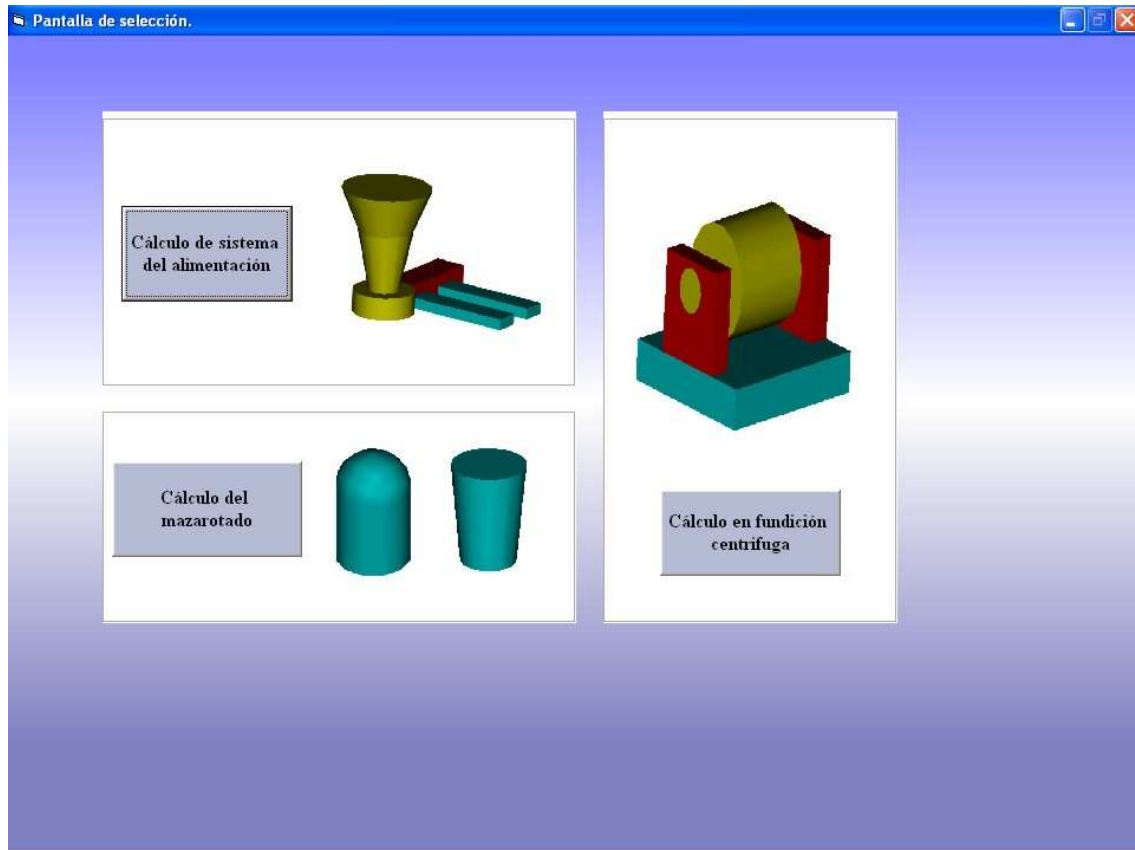 Pantalla de selección.
Cálculo de sistema
del alimentación
Cálculo del
mazarotado
Cálculo en fundición
centrifuga